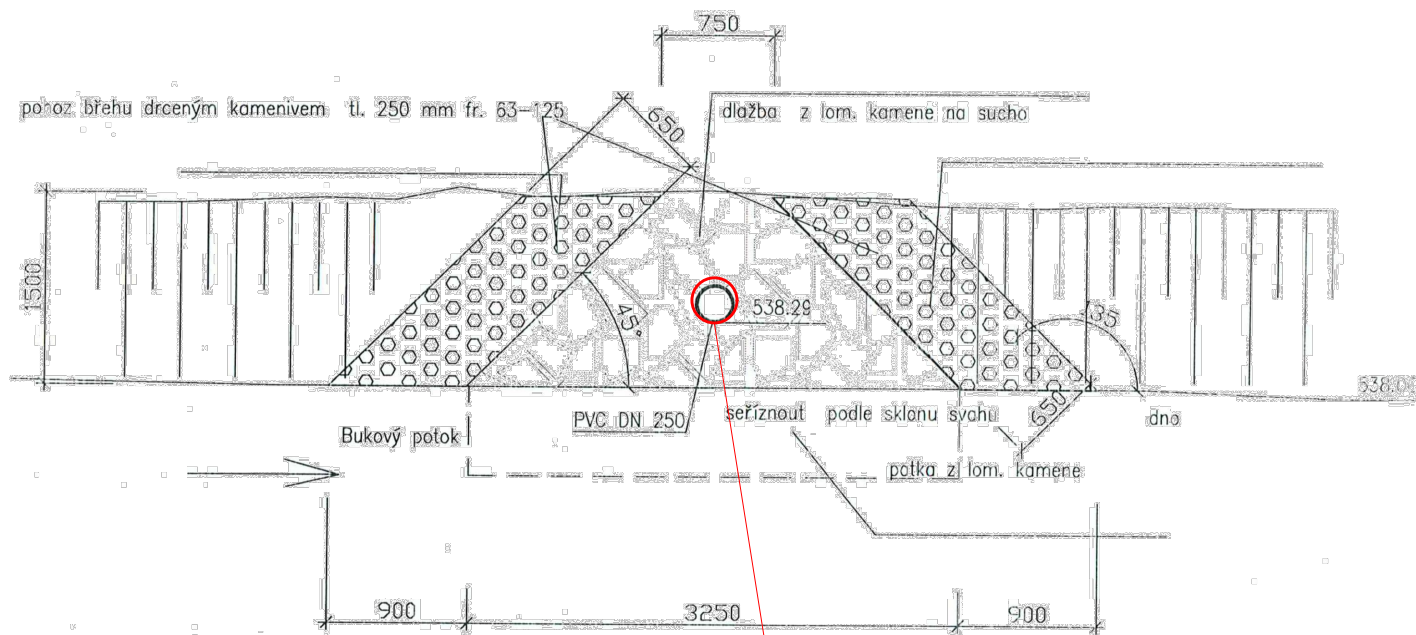 750
pohoz břehu drceným kamenivem tl. 250 mm fr. 63-125
650
dlažba z lom. kamene na sucho
1500
45°
538.29
135
PVC DN 250
seříznout podle sklonu svahu
650
dno
Bukový potok
patka z lom. kamene
900
3250
900